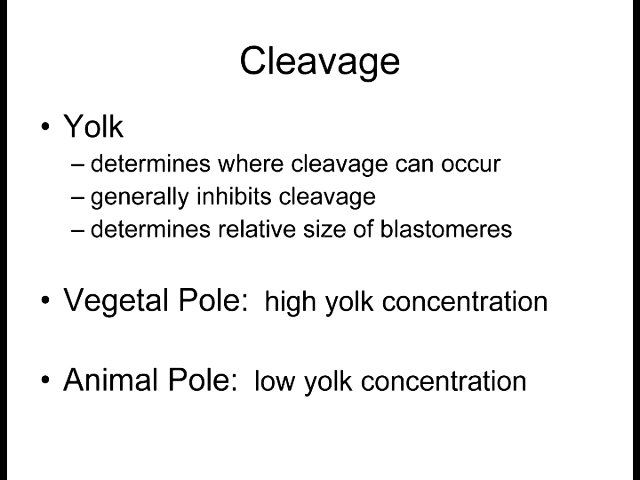 Cleavage
• Yolk
– determines where cleavage can occur
– generally inhibits cleavage
– determines relative size of blastomeres
• Vegetal Pole: high yolk concentration
• Animal Pole: low yolk concentration